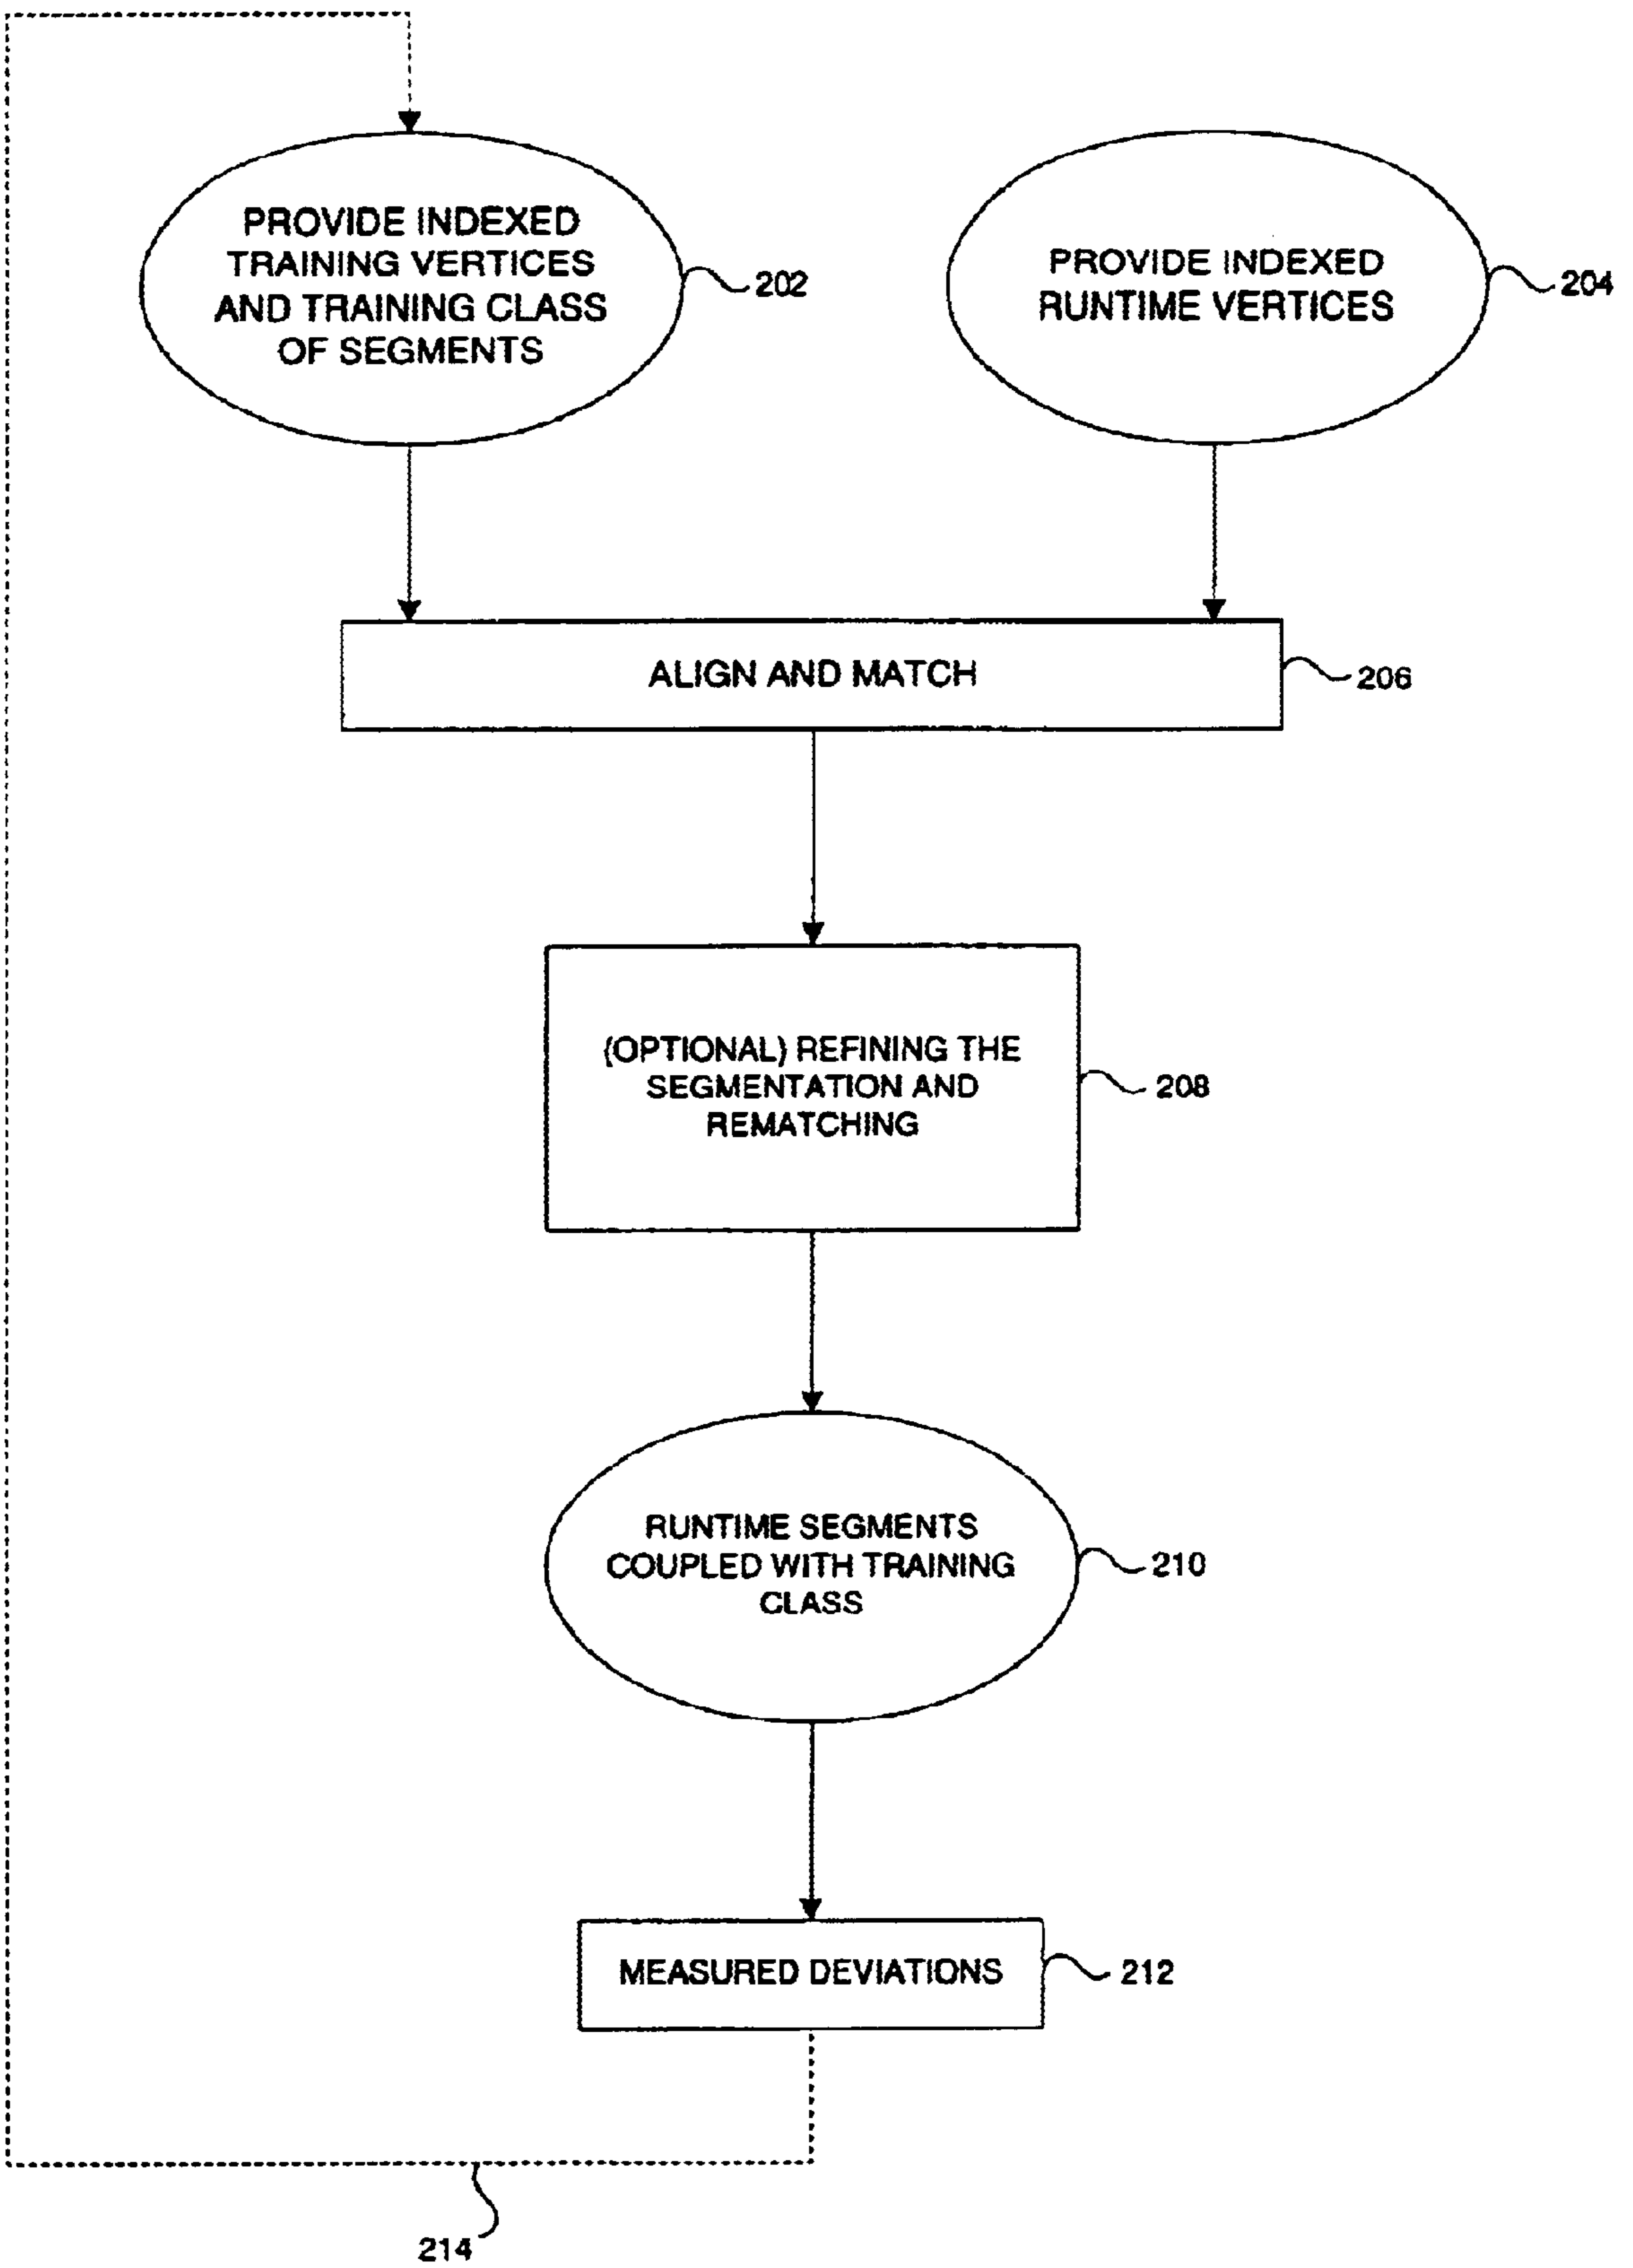 PROVIDE INDEXED
TRAINING VERTICES
AND TRAINING CLASS
OF SEGMENTS
202
PROVIDE INDEXED
RUNTIME VERTICES
204
ALIGN AND MATCH
206
(OPTIONAL) REFINING THE
SEGMENTATION AND
REMATCHING
208
RUNTIME SEGMENTS
COUPLED WITH TRAINING
CLASS
210
MEASURED DEVIATIONS
212
214